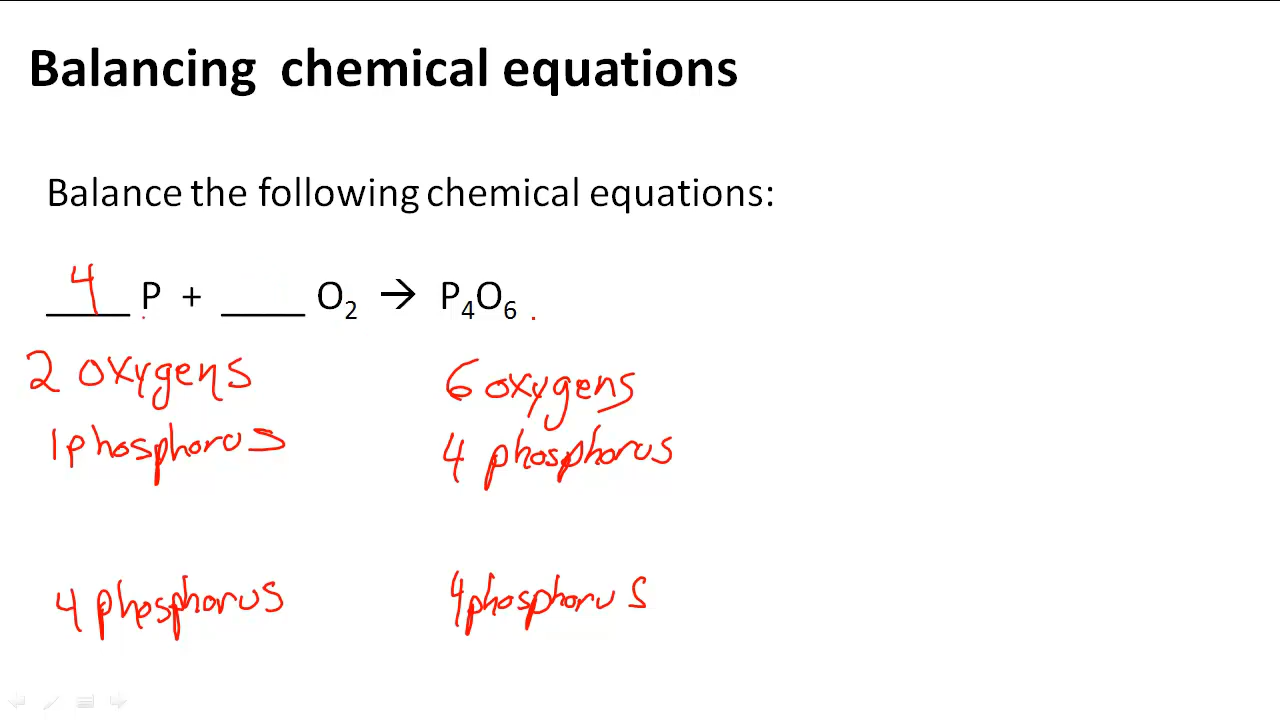 Balancing chemical equations
Balance the following chemical equations:
4 P + ____ O₂ → P₄O₆
2 oxygens 6 oxygens
1 phosphorus 4 phosphorus
4 phosphorus 4 phosphorus